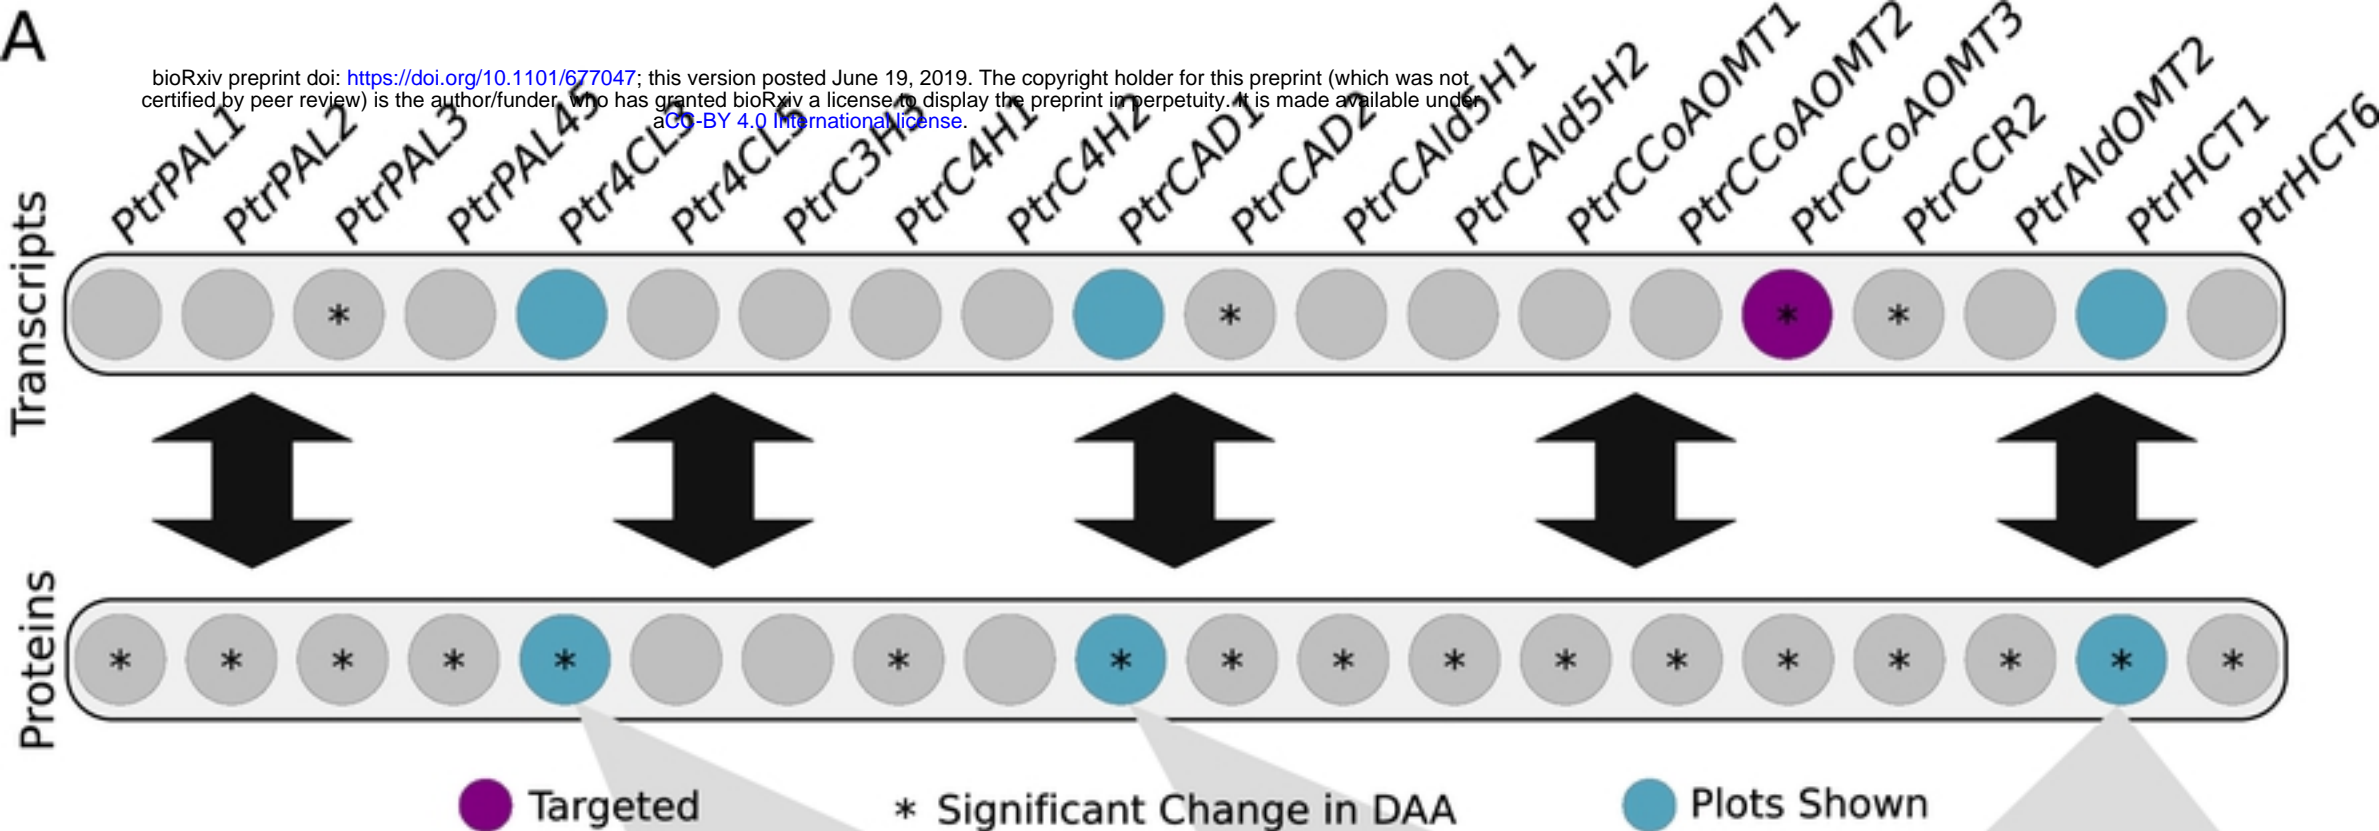 A
bioRxiv preprint doi: https://doi.org/10.1101/677047; this version posted June 19, 2019. The copyright holder for this preprint (which was not
certified by peer review) is the author/funder, who has granted bioRxiv a license to display the preprint in perpetuity. It is made available under
aCC-BY 4.0 International license.
PtrPAL1
PtrPAL2
PtrPAL3
PtrPAL45
Ptr4CL3
Ptr4CL5
PtrC3H3
PtrC4H1
PtrC4H2
PtrCAD1
PtrCAD2
PtrCAld5H1
PtrCAld5H2
PtrCCoAOMT1
PtrCCoAOMT2
PtrCCoAOMT3
PtrCCR2
PtrAldOMT2
PtrHCT1
PtrHCT6
Transcripts
* * * *
Proteins
* * * * * * * * * * * * * * * * *
Targeted
* Significant Change in DAA
Plots Shown